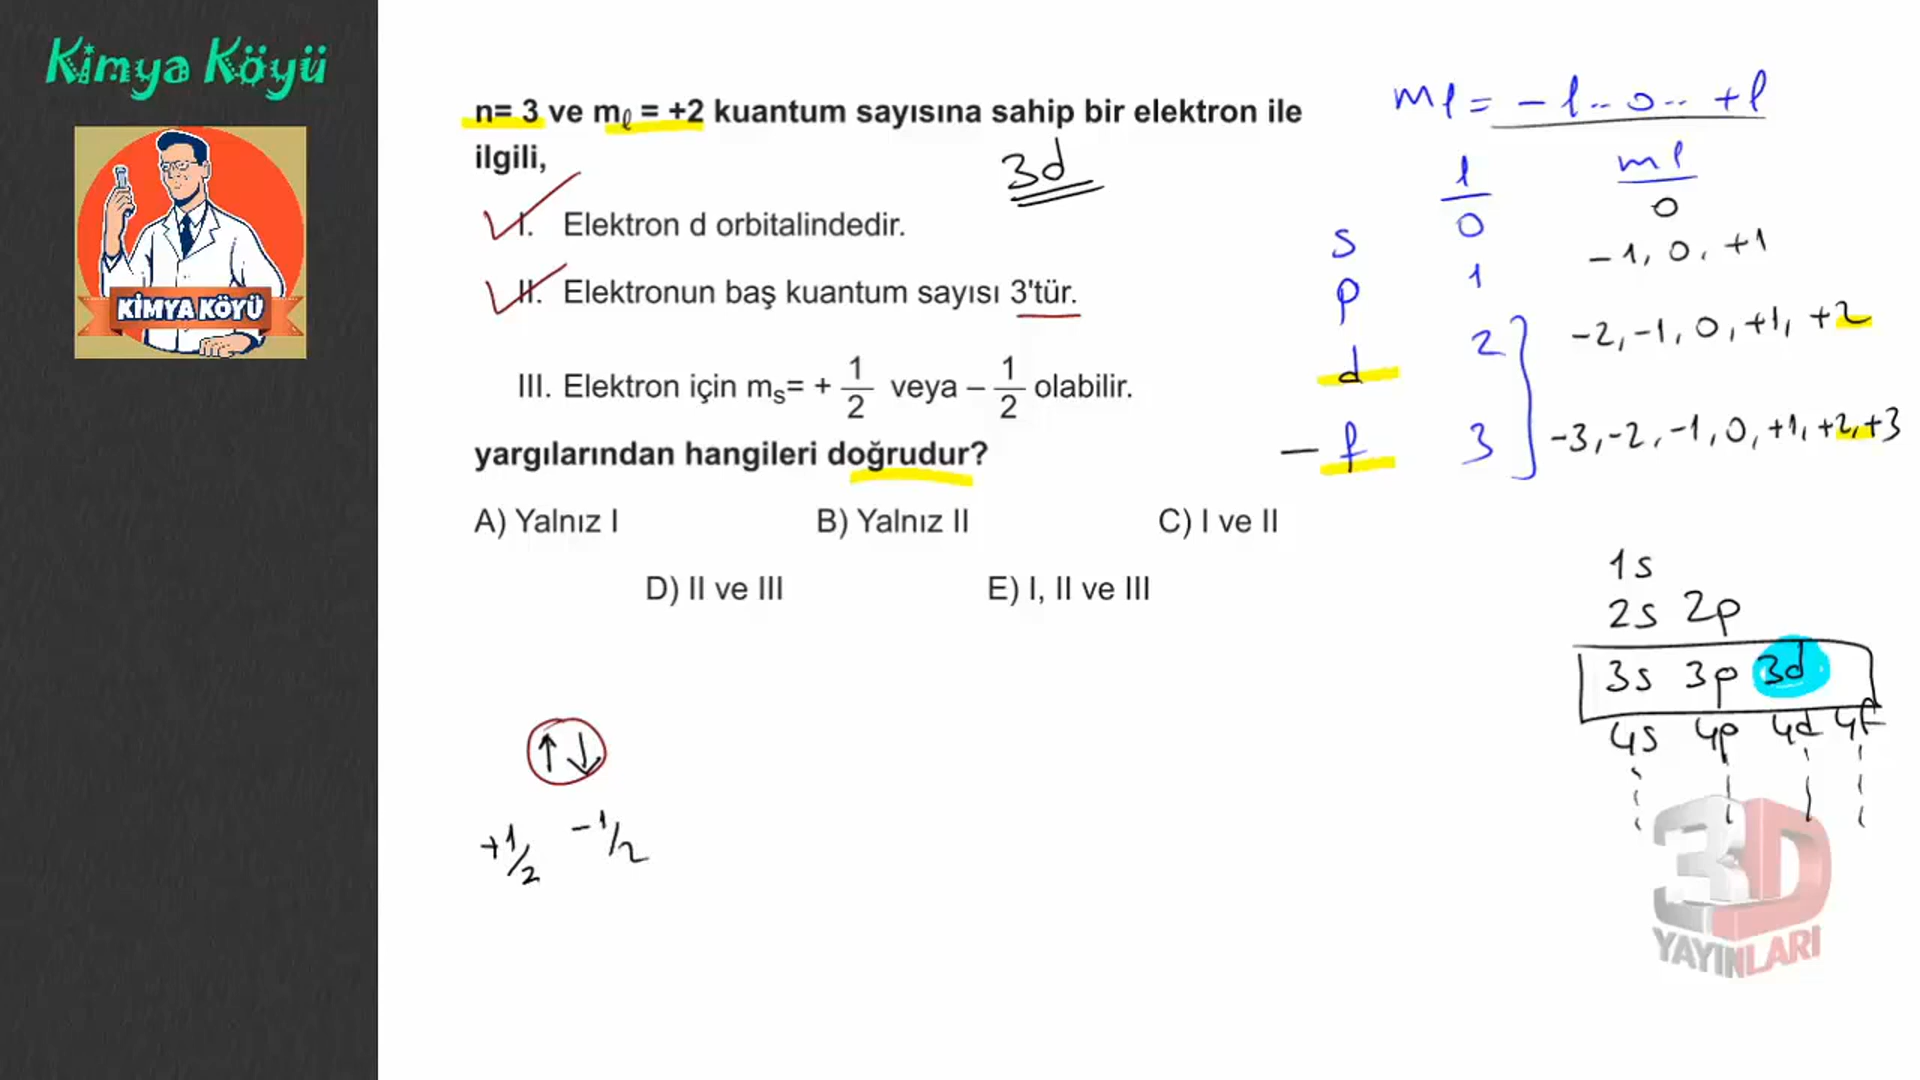 Kimya Köyü
KİMYA KÖYÜ
n= 3 ve mℓ = +2 kuantum sayısına sahip bir elektron ile
ilgili,
3d
I. Elektron d orbitalindedir.
II. Elektronun baş kuantum sayısı 3'tür.
III. Elektron için ms= + 1/2 veya – 1/2 olabilir.
yargılarından hangileri doğrudur?
A) Yalnız I B) Yalnız II C) I ve II
D) II ve III E) I, II ve III
↑↓
+1/2 -1/2
mℓ = -ℓ..0..+ℓ
ℓ mℓ
s 0 0
p 1 -1, 0, +1
d 2 -2, -1, 0, +1, +2
- f 3 -3, -2, -1, 0, +1, +2, +3
1s
2s 2p
3s 3p 3d
4s 4p 4d 4f
3D
YAYINLARI